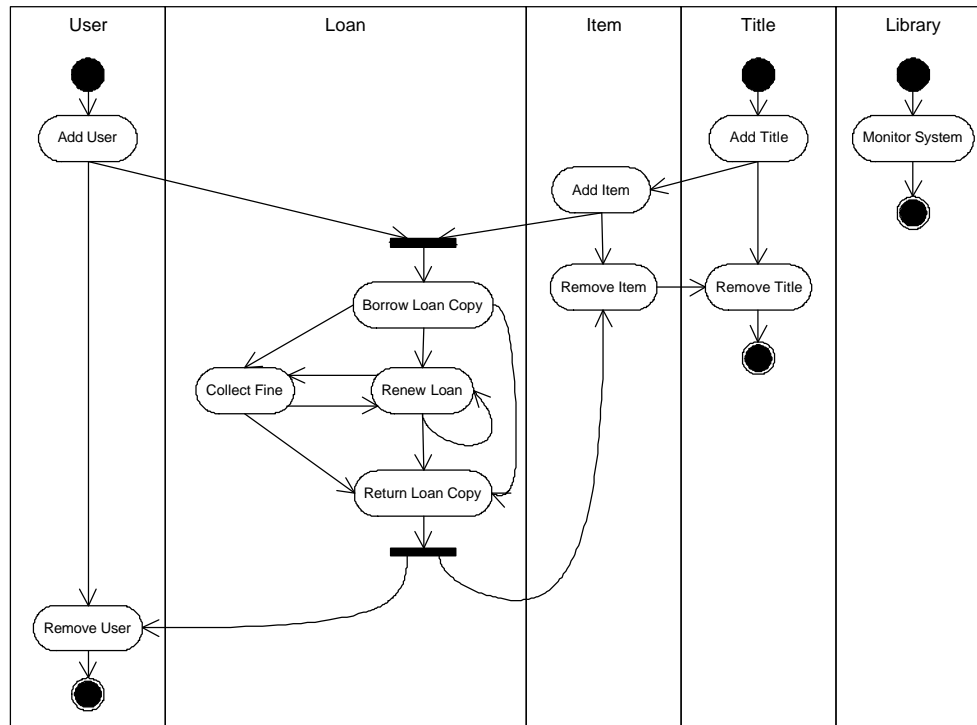 User
Loan
Item
Title
Library
Add User
Add Title
Monitor System
Add Item
Borrow Loan Copy
Remove Item
Remove Title
Collect Fine
Renew Loan
Return Loan Copy
Remove User